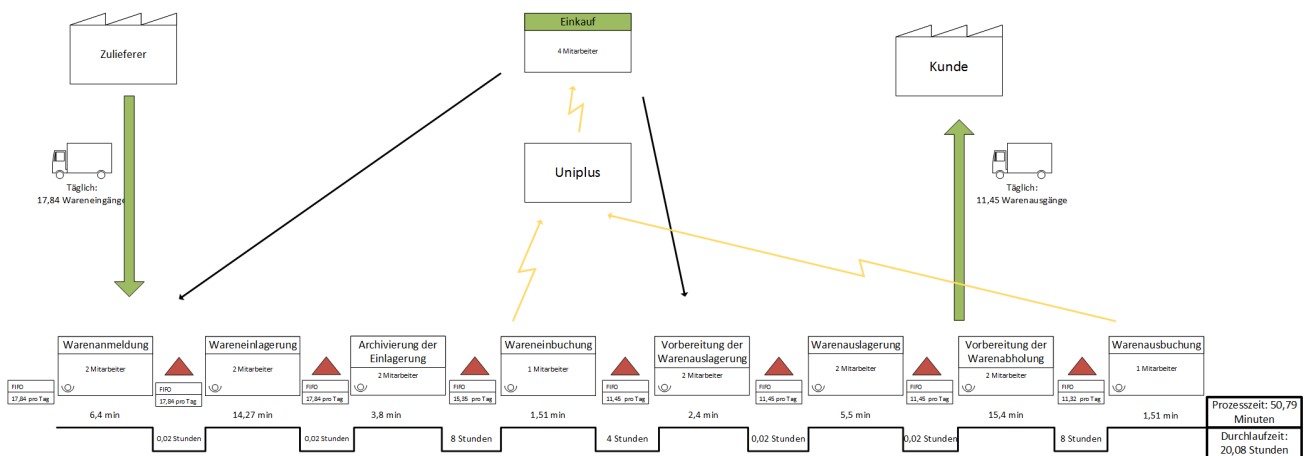 Zulieferer
Einkauf
4 Mitarbeiter
Kunde
Uniplus
Täglich:
17,84 Wareneingänge
Täglich:
11,45 Warenausgänge
Warenanmeldung
2 Mitarbeiter
Wareneinlagerung
2 Mitarbeiter
Archivierung der
Einlagerung
2 Mitarbeiter
Wareneinbuchung
1 Mitarbeiter
Vorbereitung der
Warenauslagerung
2 Mitarbeiter
Warenauslagerung
2 Mitarbeiter
Vorbereitung der
Warenabholung
2 Mitarbeiter
Warenausbuchung
1 Mitarbeiter
FIFO
17,84 pro Tag
FIFO
17,84 pro Tag
FIFO
17,84 pro Tag
FIFO
15,35 pro Tag
FIFO
11,45 pro Tag
FIFO
11,45 pro Tag
FIFO
11,45 pro Tag
FIFO
11,32 pro Tag
6,4 min
14,27 min
3,8 min
1,51 min
2,4 min
5,5 min
15,4 min
1,51 min
0,02 Stunden
0,02 Stunden
8 Stunden
4 Stunden
0,02 Stunden
0,02 Stunden
8 Stunden
Prozesszeit: 50,79
Minuten
Durchlaufzeit:
20,08 Stunden